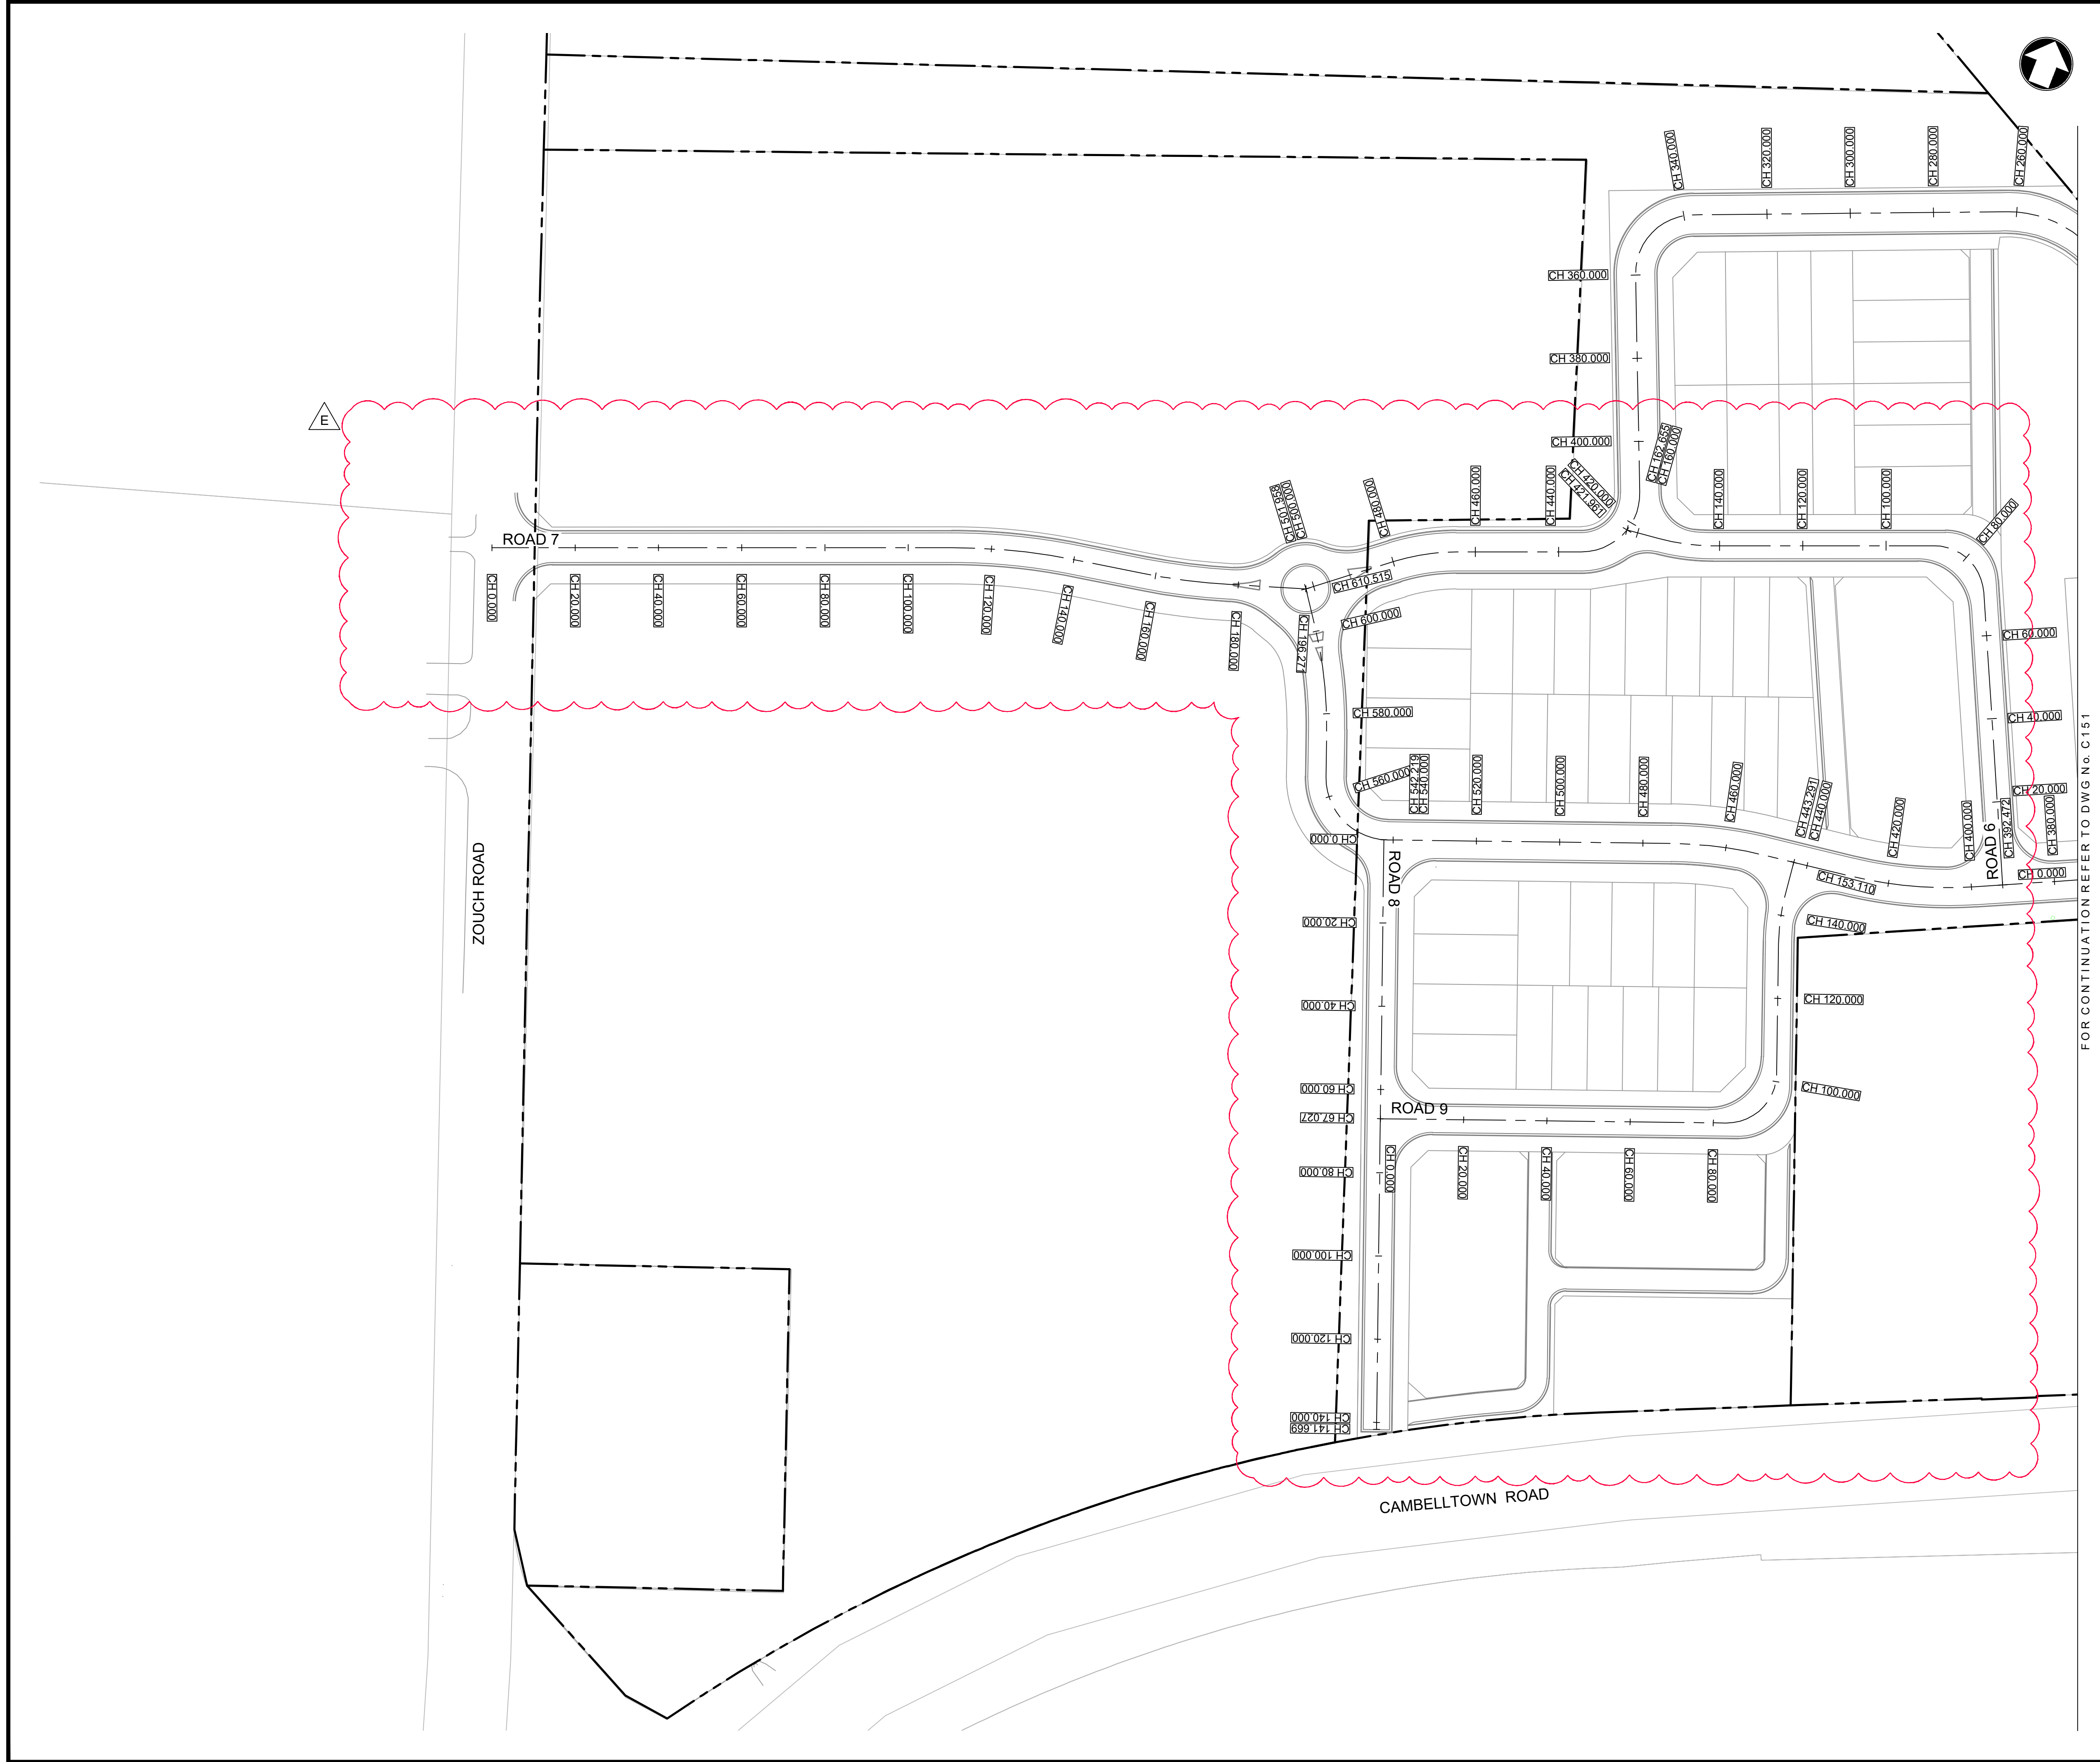 CH 340.000
CH 320.000
CH 300.000
CH 280.000
CH 260.000
CH 360.000
CH 380.000
CH 400.000
E
CH 420.000
CH 421.961
CH 162.655
CH 160.000
CH 140.000
CH 120.000
CH 100.000
CH 80.000
CH 501.958
CH 500.000
CH 480.000
CH 460.000
CH 440.000
ROAD 7
CH 0.000
CH 20.000
CH 40.000
CH 60.000
CH 80.000
CH 100.000
CH 120.000
CH 140.000
CH 160.000
CH 180.000
CH 196.271
CH 610.515
CH 600.000
CH 580.000
CH 560.000
CH 60.000
CH 40.000
CH 20.000
CH 542.219
CH 540.000
CH 520.000
CH 500.000
CH 480.000
CH 460.000
CH 443.291
CH 440.000
CH 420.000
CH 400.000
ROAD 6
CH 392.472
CH 380.000
CH 0.000
CH 0.000
ROAD 8
CH 153.110
CH 140.000
CH 120.000
CH 100.000
CH 20.000
CH 40.000
CH 60.000
CH 67.027
CH 80.000
CH 100.000
CH 120.000
CH 140.000
CH 141.669
ROAD 9
CH 0.000
CH 20.000
CH 40.000
CH 60.000
CH 80.000
ZOUCH ROAD
CAMBELLTOWN ROAD
FOR CONTINUATION REFER TO DWG No. C151